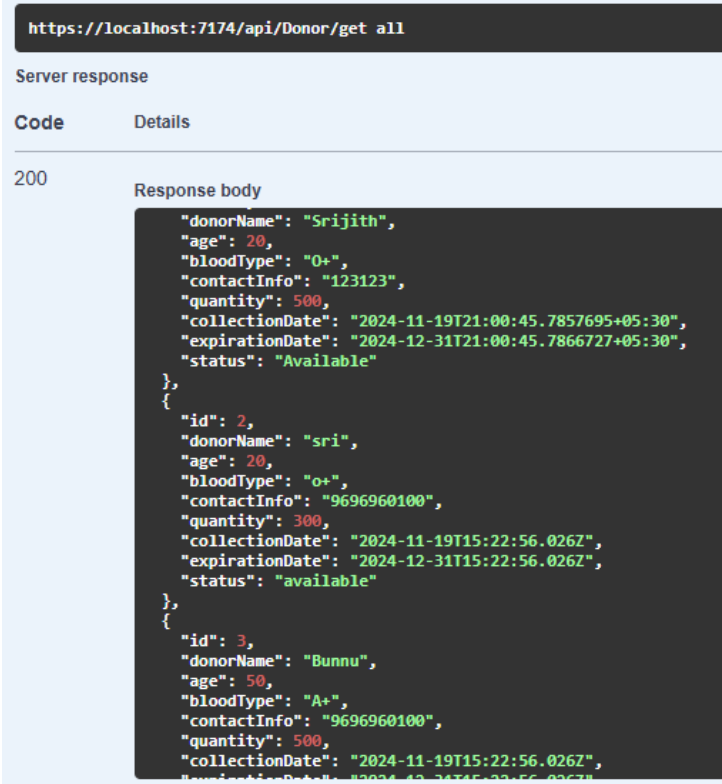 https://localhost:7174/api/Donor/get all
Server response
Code Details
200
Response body
"donorName": "Srijith",
"age": 20,
"bloodType": "O+",
"contactInfo": "123123",
"quantity": 500,
"collectionDate": "2024-11-19T21:00:45.7857695+05:30",
"expirationDate": "2024-12-31T21:00:45.7866727+05:30",
"status": "Available"
},
{
"id": 2,
"donorName": "sri",
"age": 20,
"bloodType": "o+",
"contactInfo": "9696960100",
"quantity": 300,
"collectionDate": "2024-11-19T15:22:56.026Z",
"expirationDate": "2024-12-31T15:22:56.026Z",
"status": "available"
},
{
"id": 3,
"donorName": "Bunnu",
"age": 50,
"bloodType": "A+",
"contactInfo": "9696960100",
"quantity": 500,
"collectionDate": "2024-11-19T15:22:56.026Z",